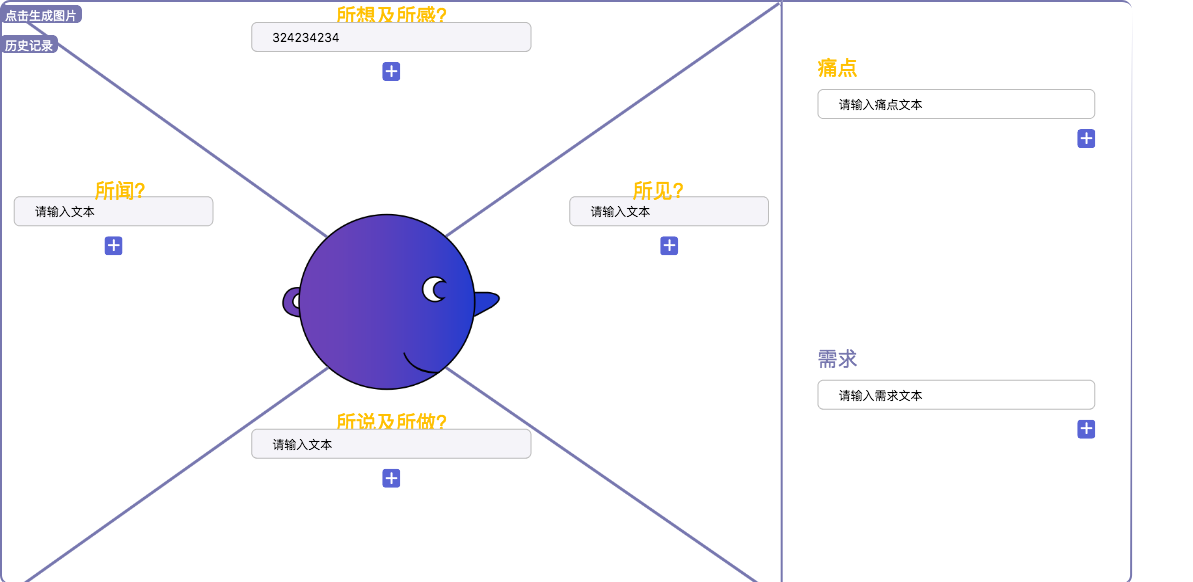 点击生成图片
历史记录
所想及所感?
324234234
所闻?
请输入文本
所见?
请输入文本
所说及所做?
请输入文本
痛点
请输入痛点文本
需求
请输入需求文本